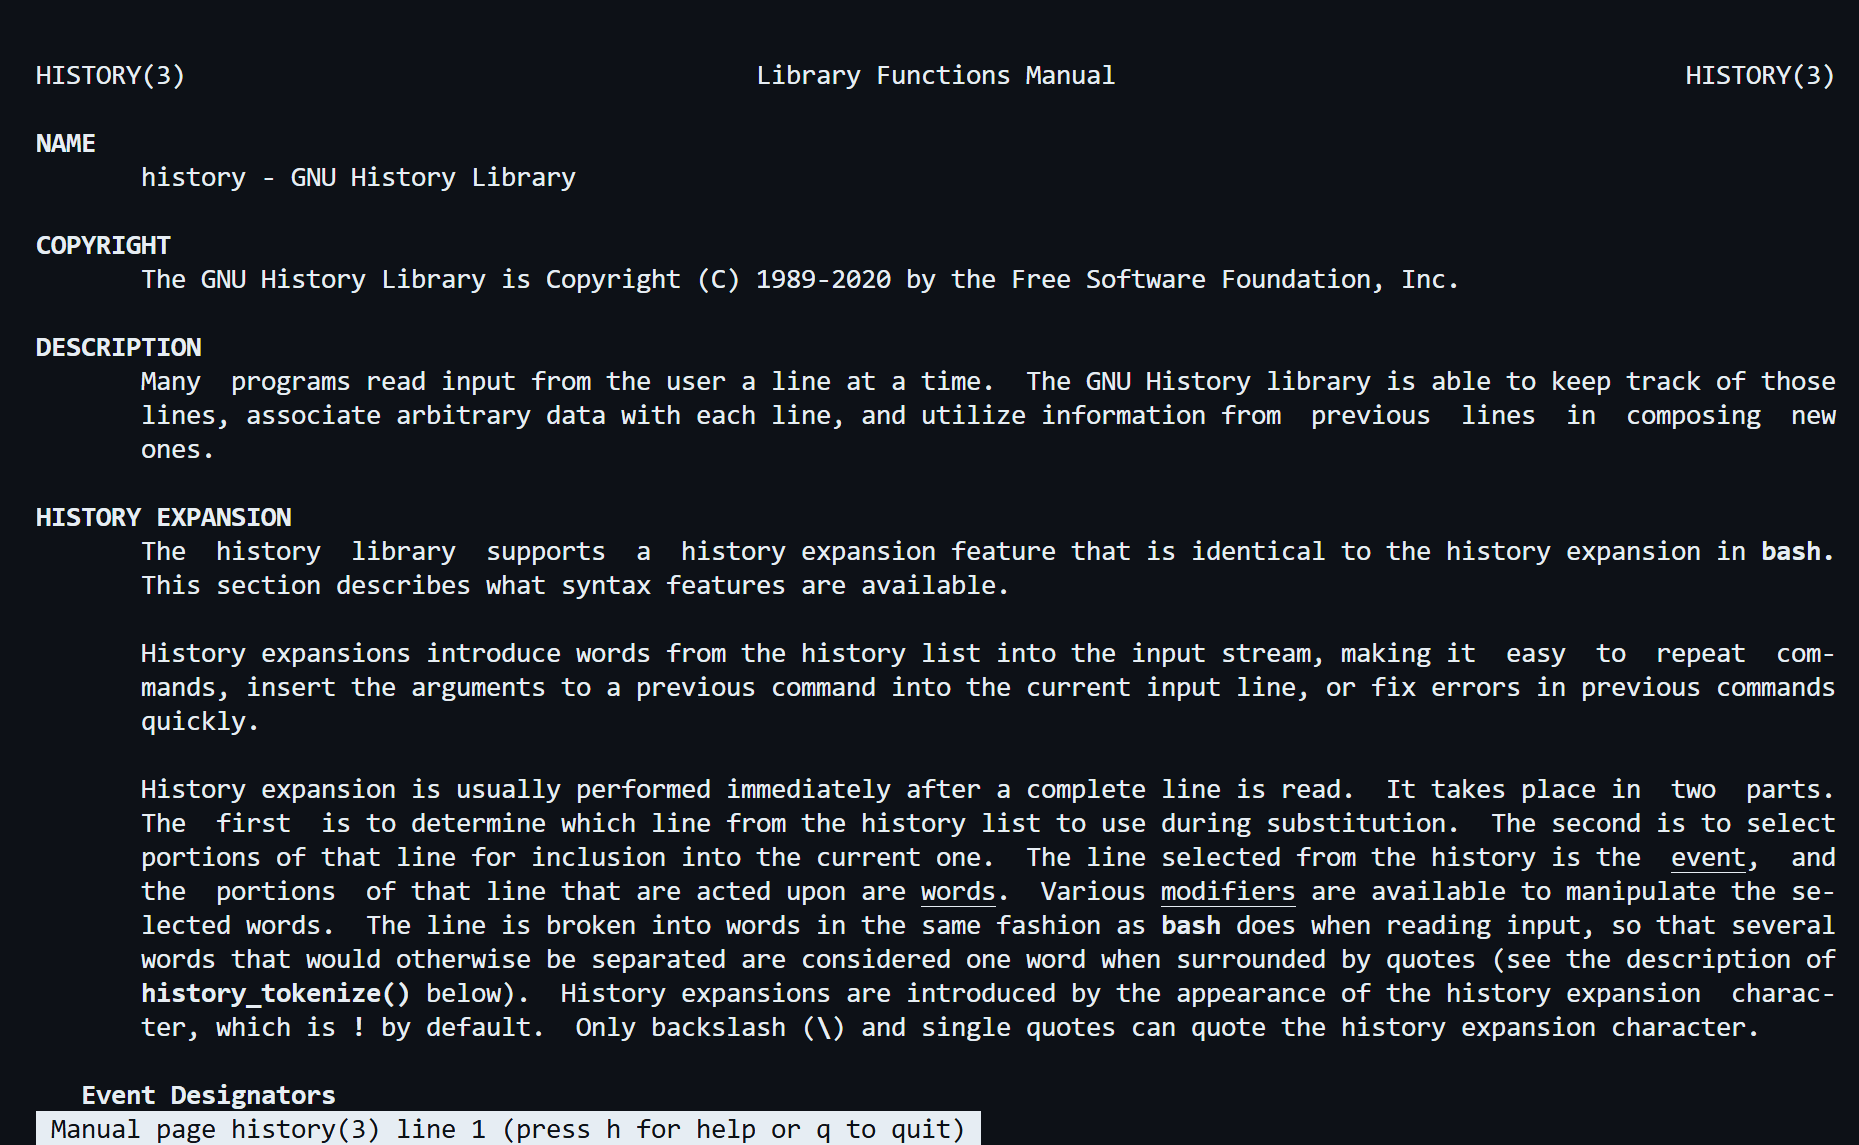 HISTORY(3) Library Functions Manual HISTORY(3)
NAME
history - GNU History Library
COPYRIGHT
The GNU History Library is Copyright (C) 1989-2020 by the Free Software Foundation, Inc.
DESCRIPTION
Many  programs read input from the user a line at a time.  The GNU History library is able to keep track of those
lines, associate arbitrary data with each line, and utilize information from  previous  lines  in  composing  new
ones.
HISTORY EXPANSION
The  history  library  supports  a  history expansion feature that is identical to the history expansion in bash.
This section describes what syntax features are available.
History expansions introduce words from the history list into the input stream, making it  easy  to  repeat  com-
mands, insert the arguments to a previous command into the current input line, or fix errors in previous commands
quickly.
History expansion is usually performed immediately after a complete line is read.  It takes place in  two  parts.
The  first  is to determine which line from the history list to use during substitution.  The second is to select
portions of that line for inclusion into the current one.  The line selected from the history is the  event,  and
the  portions  of that line that are acted upon are words.  Various modifiers are available to manipulate the se-
lected words.  The line is broken into words in the same fashion as bash does when reading input, so that several
words that would otherwise be separated are considered one word when surrounded by quotes (see the description of
history_tokenize() below).  History expansions are introduced by the appearance of the history expansion  charac-
ter, which is ! by default.  Only backslash (\) and single quotes can quote the history expansion character.
Event Designators
Manual page history(3) line 1 (press h for help or q to quit)